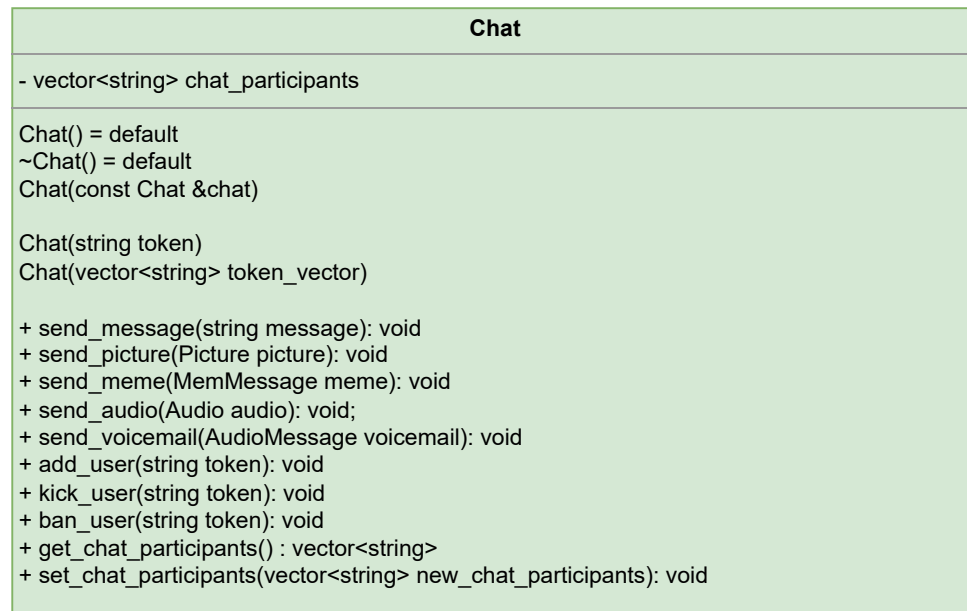 Chat
- vector<string> chat_participants
Chat() = default
~Chat() = default
Chat(const Chat &chat)
Chat(string token)
Chat(vector<string> token_vector)
+ send_message(string message): void
+ send_picture(Picture picture): void
+ send_meme(MemMessage meme): void
+ send_audio(Audio audio): void;
+ send_voicemail(AudioMessage voicemail): void
+ add_user(string token): void
+ kick_user(string token): void
+ ban_user(string token): void
+ get_chat_participants() : vector<string>
+ set_chat_participants(vector<string> new_chat_participants): void